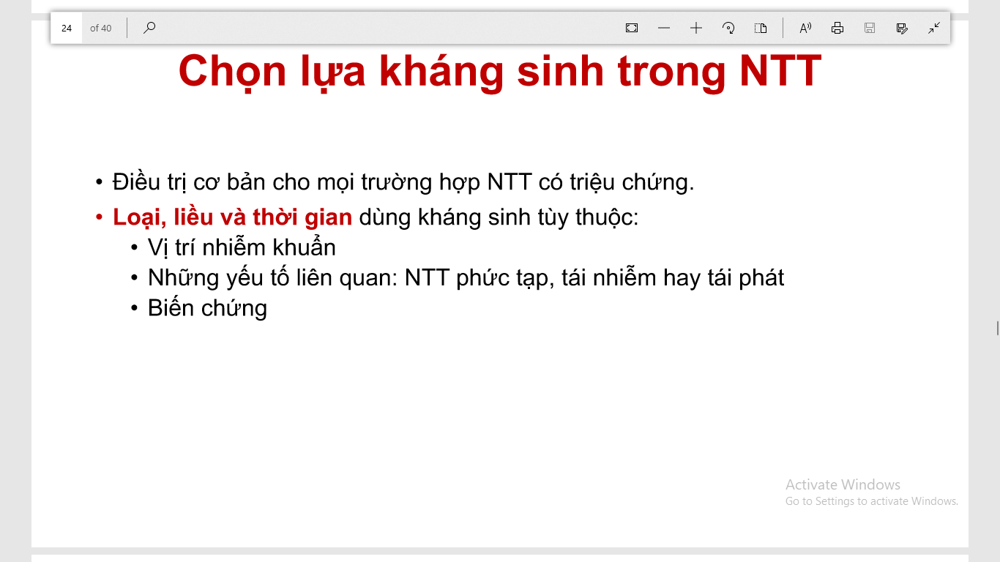 24 of 40
Chọn lựa kháng sinh trong NTT
• Điều trị cơ bản cho mọi trường hợp NTT có triệu chứng.
• Loại, liều và thời gian dùng kháng sinh tùy thuộc:
• Vị trí nhiễm khuẩn
• Những yếu tố liên quan: NTT phức tạp, tái nhiễm hay tái phát
• Biến chứng
Activate Windows
Go to Settings to activate Windows.